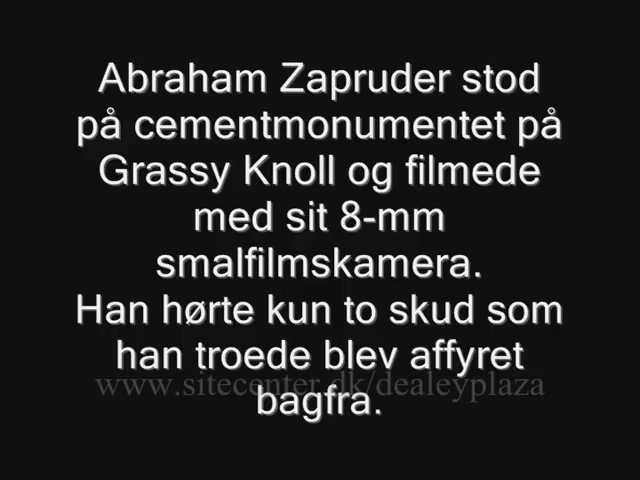 Abraham Zapruder stod
på cementmonumentet på
Grassy Knoll og filmede
med sit 8-mm
smalfilmskamera.
Han hørte kun to skud som
han troede blev affyret
www.sitecenter.dk/dealeyplaza
bagfra.